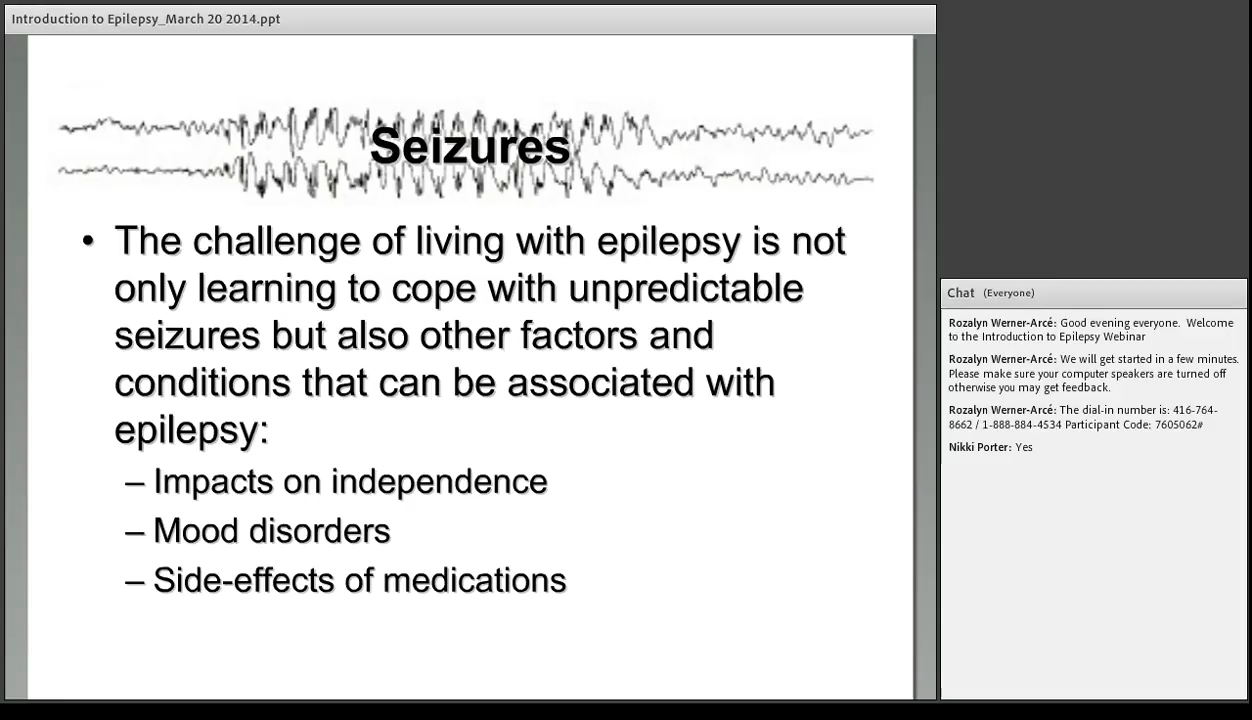 Introduction to Epilepsy_March 20 2014.ppt
Seizures
• The challenge of living with epilepsy is not
only learning to cope with unpredictable
seizures but also other factors and
conditions that can be associated with
epilepsy:
– Impacts on independence
– Mood disorders
– Side-effects of medications
Chat (Everyone)
Rozalyn Werner-Arcé: Good evening everyone.  Welcome
to the Introduction to Epilepsy Webinar
Rozalyn Werner-Arcé: We will get started in a few minutes.
Please make sure your computer speakers are turned off
otherwise you may get feedback.
Rozalyn Werner-Arcé: The dial-in number is: 416-764-
8662 / 1-888-884-4534 Participant Code: 7605062#
Nikki Porter: Yes